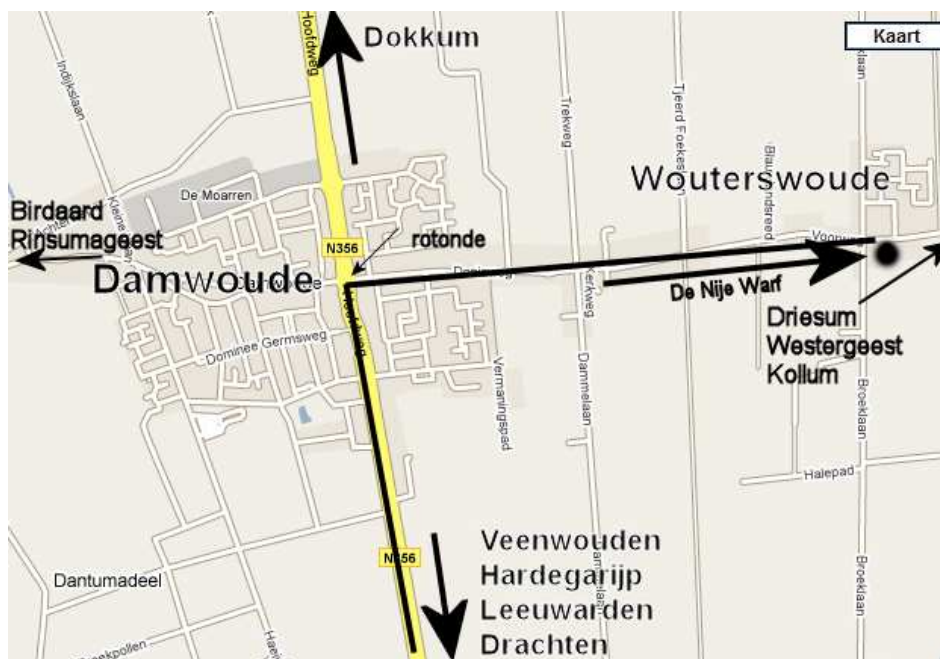 Dokkum
Kaart
Hoofdweg
Indijkslaan
Trekweg
Wouterswoude
De Moarren
Birdaard
Rinsumageest
N356
rotonde
Damwoude
De Nije Warf
Kerkweg
Driesum
Westergeest
Kollum
Dominee Germsweg
Vermaningspad
Dammelaan
Broeklaan
Halepad
Veenwouden
Hardegarijp
Leeuwarden
Drachten
Dantumadeel
Broeklaan